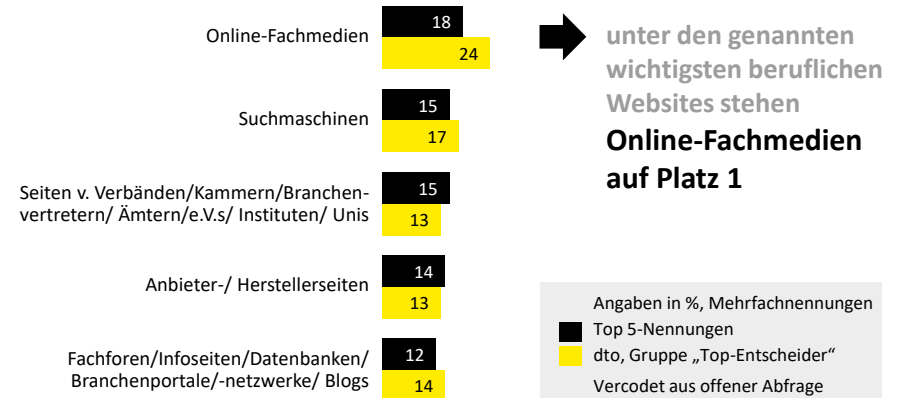 Online-Fachmedien
18
24
unter den genannten
wichtigsten beruflichen
Websites stehen
Online-Fachmedien
auf Platz 1
Suchmaschinen
15
17
Seiten v. Verbänden/Kammern/Branchen-
vertretern/ Ämtern/e.V.s/ Instituten/ Unis
15
13
Anbieter-/ Herstellerseiten
14
13
Fachforen/Infoseiten/Datenbanken/
Branchenportale/-netzwerke/ Blogs
12
14
Angaben in %, Mehrfachnennungen
Top 5-Nennungen
dto, Gruppe „Top-Entscheider“
Vercodet aus offener Abfrage